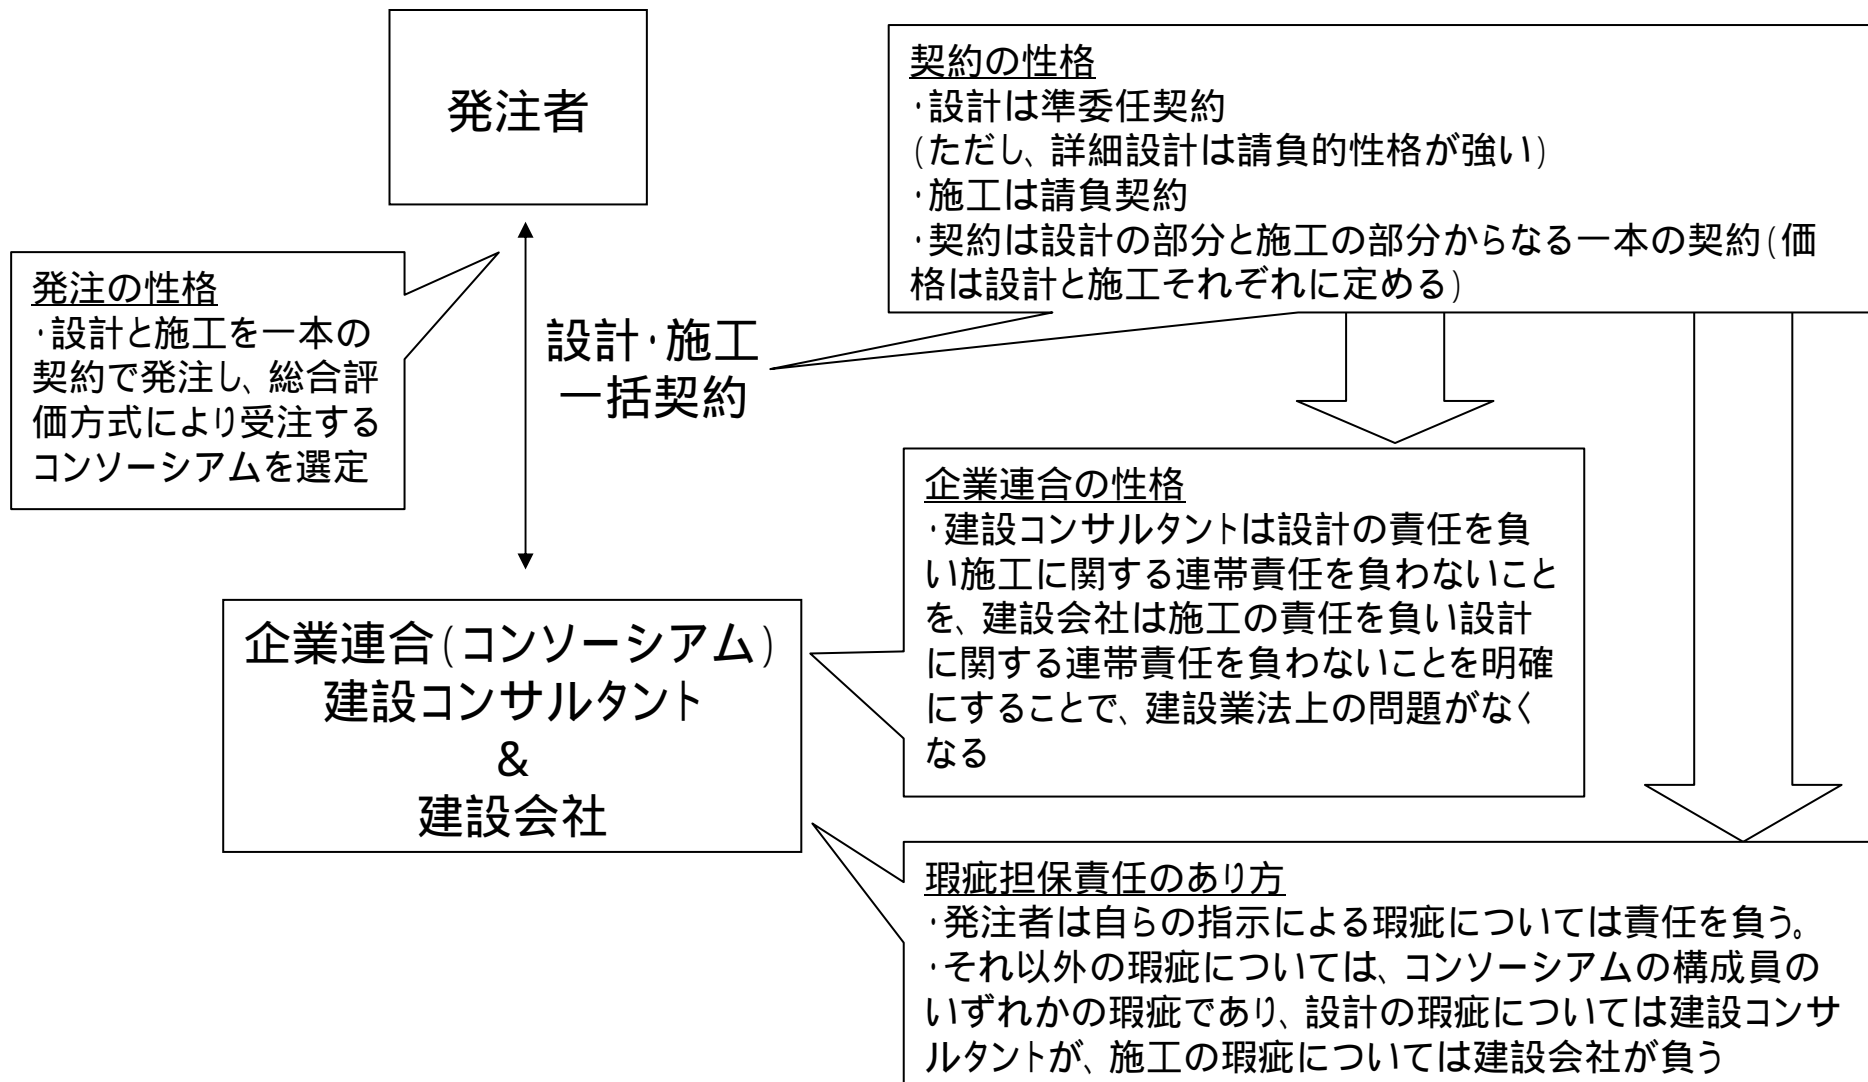 発注者
契約の性格
・設計は準委任契約
(ただし、詳細設計は請負的性格が強い)
・施工は請負契約
・契約は設計の部分と施工の部分からなる一本の契約(価
格は設計と施工それぞれに定める)
発注の性格
・設計と施工を一本の
契約で発注し、総合評
価方式により受注する
コンソーシアムを選定
設計・施工
一括契約
企業連合の性格
・建設コンサルタントは設計の責任を負
い施工に関する連帯責任を負わないこと
を、建設会社は施工の責任を負い設計
に関する連帯責任を負わないことを明確
にすることで、建設業法上の問題がなく
なる
企業連合(コンソーシアム)
建設コンサルタント
&
建設会社
瑕疵担保責任のあり方
・発注者は自らの指示による瑕疵については責任を負う。
・それ以外の瑕疵については、コンソーシアムの構成員の
いずれかの瑕疵であり、設計の瑕疵については建設コンサ
ルタントが、施工の瑕疵については建設会社が負う